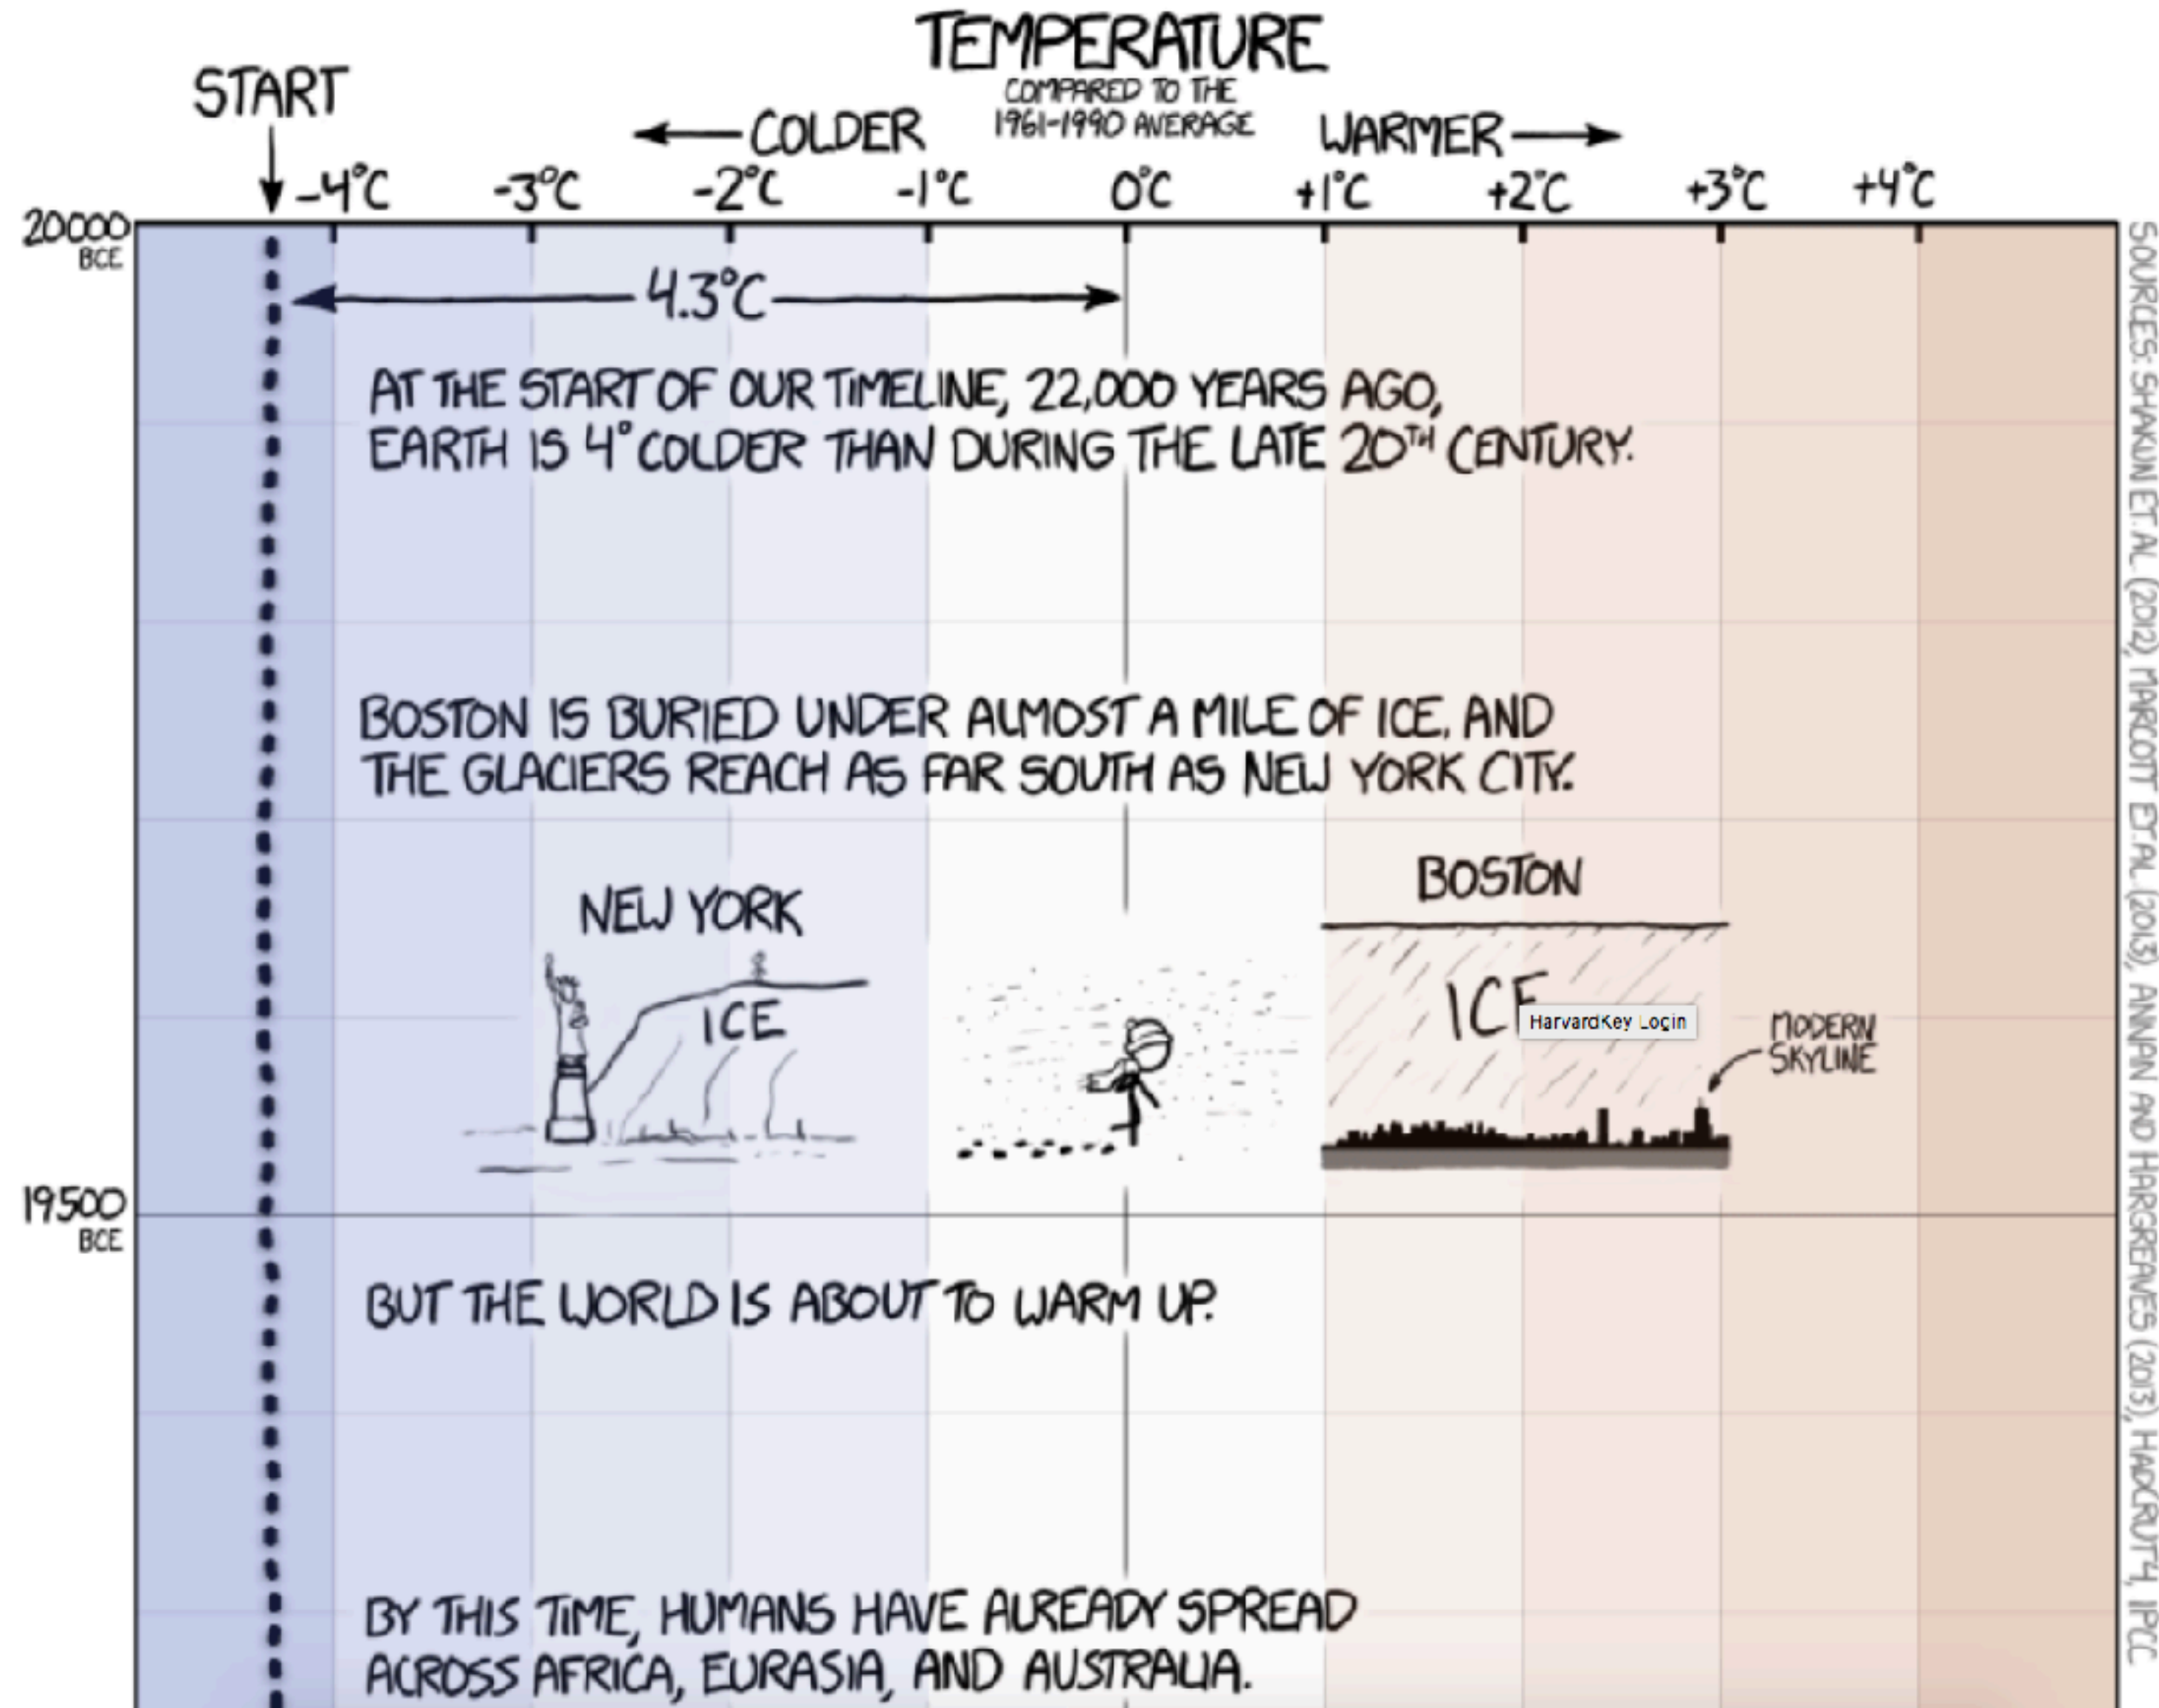 TEMPERATURE
COMPARED TO THE
1961-1990 AVERAGE
START
COLDER
WARMER
-4°C -3°C -2°C -1°C 0°C +1°C +2°C +3°C +4°C
20000
BCE
4.3°C
AT THE START OF OUR TIMELINE, 22,000 YEARS AGO,
EARTH IS 4° COLDER THAN DURING THE LATE 20TH CENTURY.
BOSTON IS BURIED UNDER ALMOST A MILE OF ICE, AND
THE GLACIERS REACH AS FAR SOUTH AS NEW YORK CITY.
NEW YORK
ICE
BOSTON
ICE
HarvardKey Login
MODERN
SKYLINE
19500
BCE
BUT THE WORLD IS ABOUT TO WARM UP.
BY THIS TIME, HUMANS HAVE ALREADY SPREAD
ACROSS AFRICA, EURASIA, AND AUSTRALIA.
SOURCES: SHAKUN ET. AL. (2012), MARCOTT ET. AL. (2013), ANNAN AND HARGREAVES (2013), HADCRUT4, IPCC